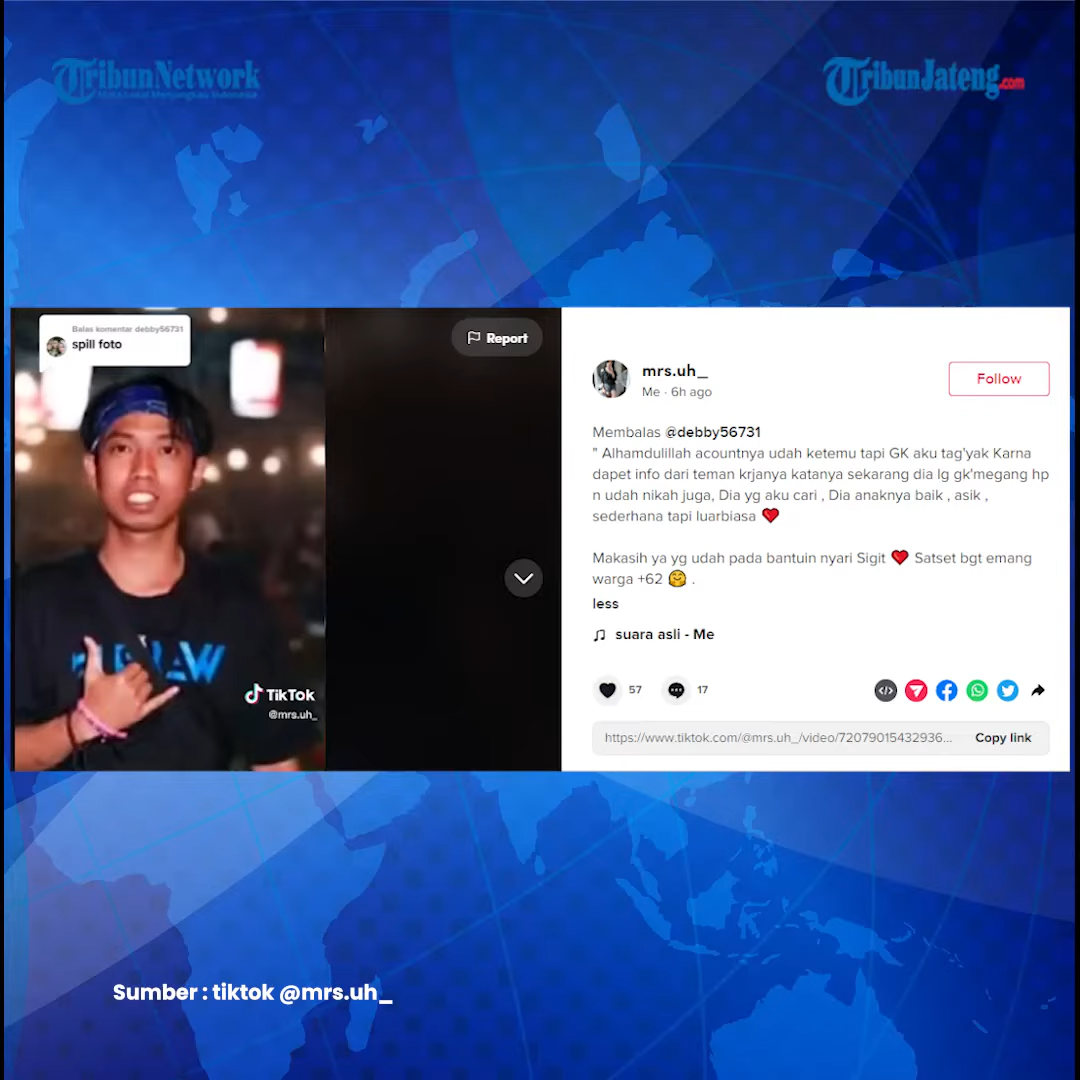 TribunNetwork
Mata Lokal Menjangkau Indonesia
TribunJateng.com
Balas komentar debby56731
spill foto
TikTok
@mrs.uh_
Report
mrs.uh_
Me · 6h ago
Follow
Membalas @debby56731
" Alhamdulillah acountnya udah ketemu tapi GK aku tag'yak Karna
dapet info dari teman krjanya katanya sekarang dia lg gk'megang hp
n udah nikah juga, Dia yg aku cari , Dia anaknya baik , asik ,
sederhana tapi luarbiasa ❤️
Makasih ya yg udah pada bantuin nyari Sigit ❤️ Satset bgt emang
warga +62 🤗 .
less
suara asli - Me
57
17
https://www.tiktok.com/@mrs.uh_/video/72079015432936...
Copy link
Sumber : tiktok @mrs.uh_